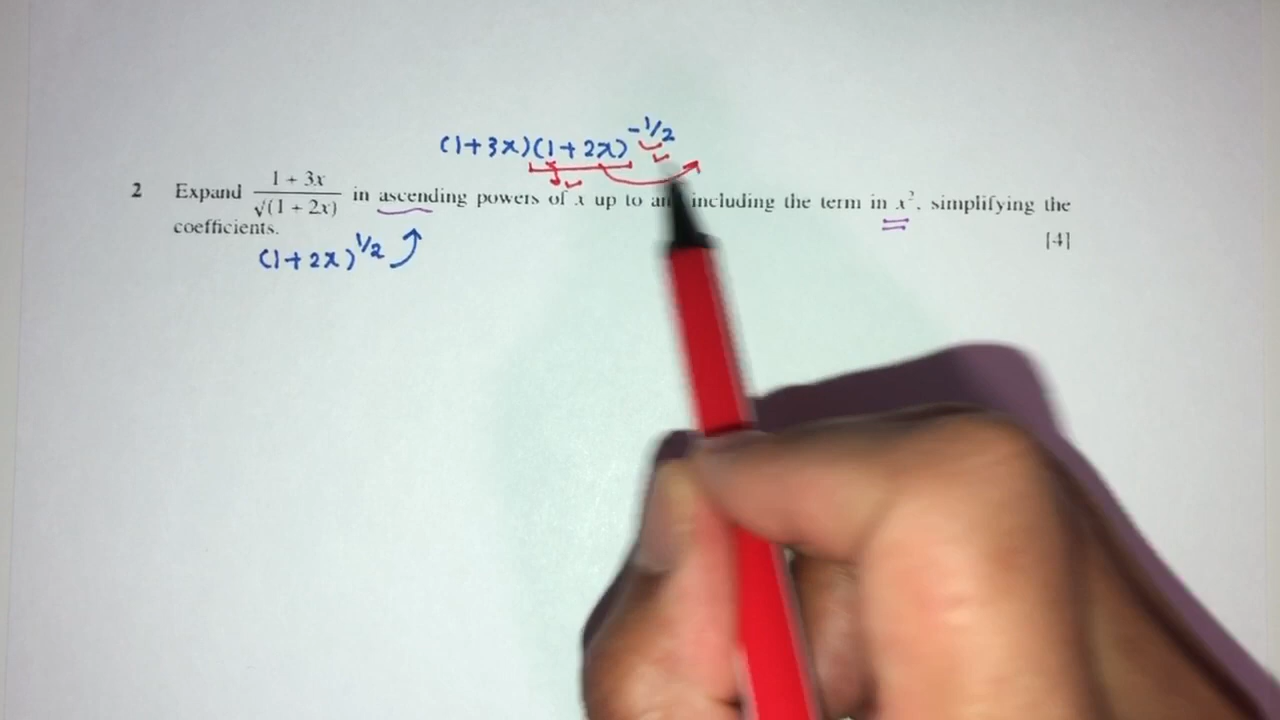 (1+3x)(1+2x)^-1/2
2 Expand (1 + 3x)/√(1 + 2x) in ascending powers of x up to including the term in x², simplifying the
coefficients. [4]
(1+2x)^1/2